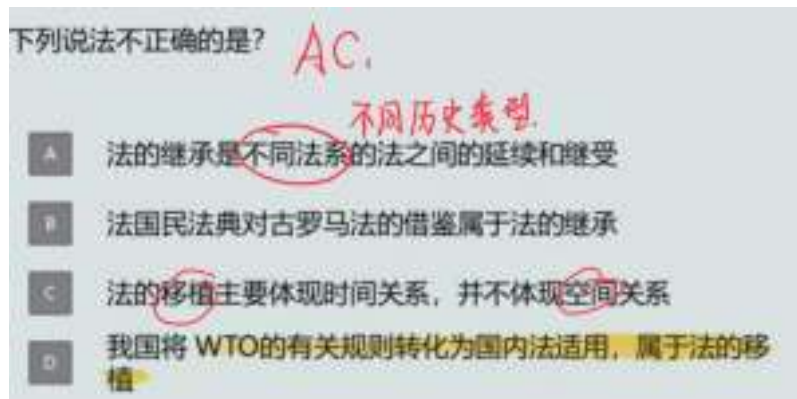 下列说法不正确的是?
AC.
不同历史类型.
A
法的继承是不同法系的法之间的延续和继受
B
法国民法典对古罗马法的借鉴属于法的继承
C
法的移植主要体现时间关系，并不体现空间关系
D
我国将 WTO的有关规则转化为国内法适用，属于法的移
植